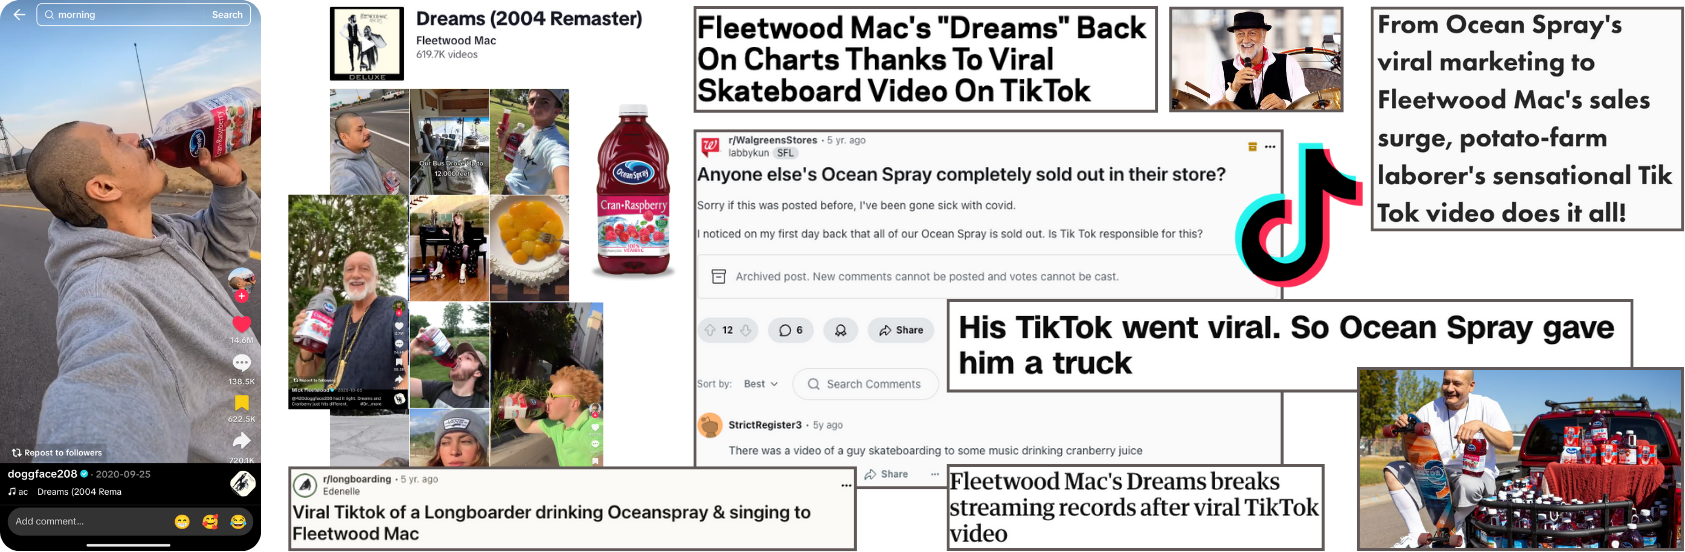 morning
Search
14.6M
138.5K
622.5K
720.1K
Repost to followers
doggface208 · 2020-09-25
ac Dreams (2004 Rema
Add comment...
DELUXE
Dreams (2004 Remaster)
Fleetwood Mac
619.7K videos
Our Bus Drove Up to
12,000 feet
Repost to followers
Mick Fleetwood
Ocean Spray
Cran•Raspberry
r/longboarding • 5 yr. ago
Edenelle
Viral Tiktok of a Longboarder drinking Oceanspray & singing to
Fleetwood Mac
Fleetwood Mac's "Dreams" Back
On Charts Thanks To Viral
Skateboard Video On TikTok
r/WalgreensStores • 5 yr. ago
labbykun SFL
Anyone else's Ocean Spray completely sold out in their store?
Sorry if this was posted before, I've been gone sick with covid.
I noticed on my first day back that all of our Ocean Spray is sold out. Is Tik Tok responsible for this?
Archived post. New comments cannot be posted and votes cannot be cast.
12
6
Share
Sort by: Best
Search Comments
StrictRegister3 • 5y ago
There was a video of a guy skateboarding to some music drinking cranberry juice
Share
From Ocean Spray's
viral marketing to
Fleetwood Mac's sales
surge, potato-farm
laborer's sensational Tik
Tok video does it all!
His TikTok went viral. So Ocean Spray gave
him a truck
Fleetwood Mac's Dreams breaks
streaming records after viral TikTok
video